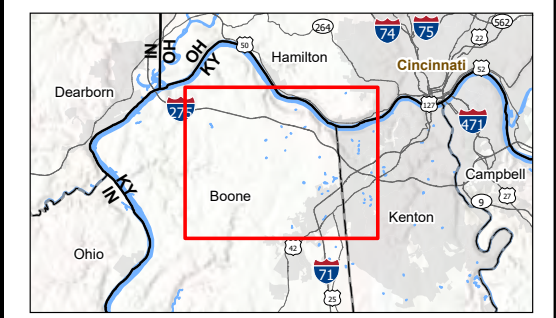 264
74
75
562
22
IN
OH
OH
KY
50
Hamilton
Cincinnati
52
Dearborn
127
471
Campbell
27
9
KY
IN
Boone
Kenton
Ohio
42
71
25